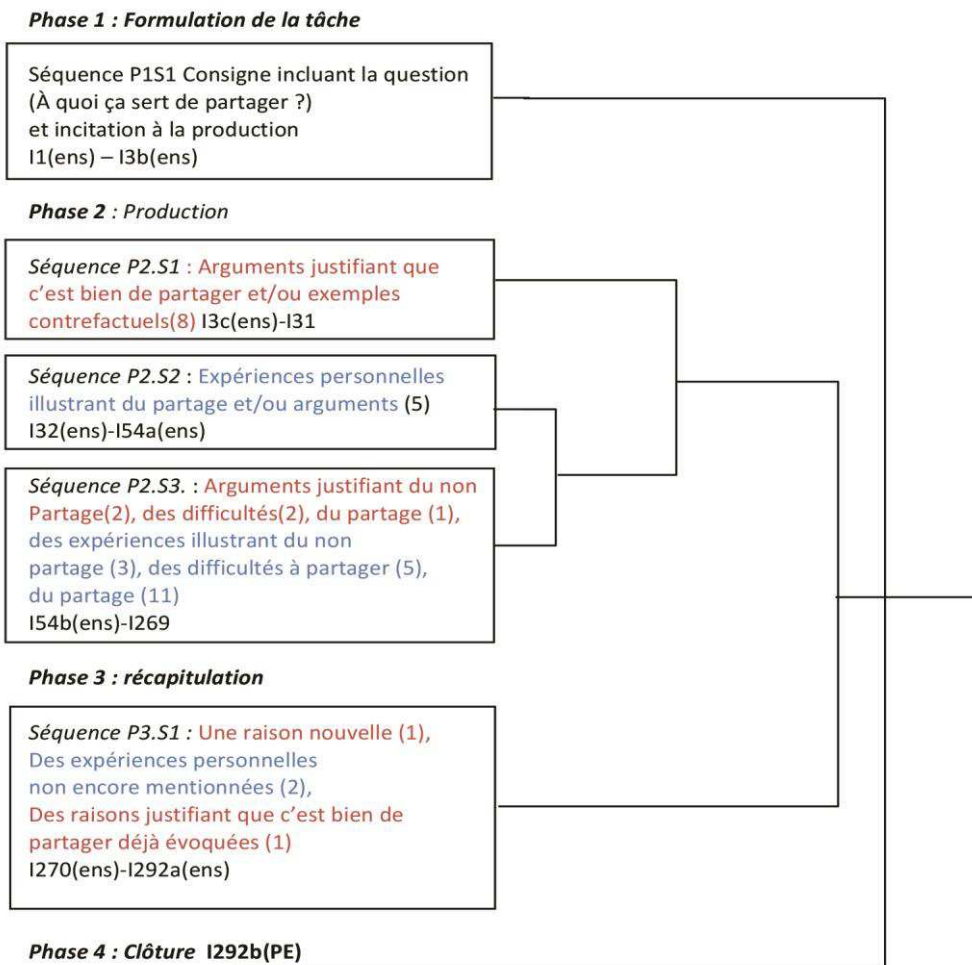 Phase 1 : Formulation de la tâche
Séquence P1S1 Consigne incluant la question
(À quoi ça sert de partager ?)
et incitation à la production
I1(ens) – I3b(ens)
Phase 2 : Production
Séquence P2.S1 : Arguments justifiant que
c’est bien de partager et/ou exemples
contrefactuels(8) I3c(ens)-I31
Séquence P2.S2 : Expériences personnelles
illustrant du partage et/ou arguments (5)
I32(ens)-I54a(ens)
Séquence P2.S3. : Arguments justifiant du non
Partage(2), des difficultés(2), du partage (1),
des expériences illustrant du non
partage (3), des difficultés à partager (5),
du partage (11)
I54b(ens)-I269
Phase 3 : récapitulation
Séquence P3.S1 : Une raison nouvelle (1),
Des expériences personnelles
non encore mentionnées (2),
Des raisons justifiant que c’est bien de
partager déjà évoquées (1)
I270(ens)-I292a(ens)
Phase 4 : Clôture I292b(PE)